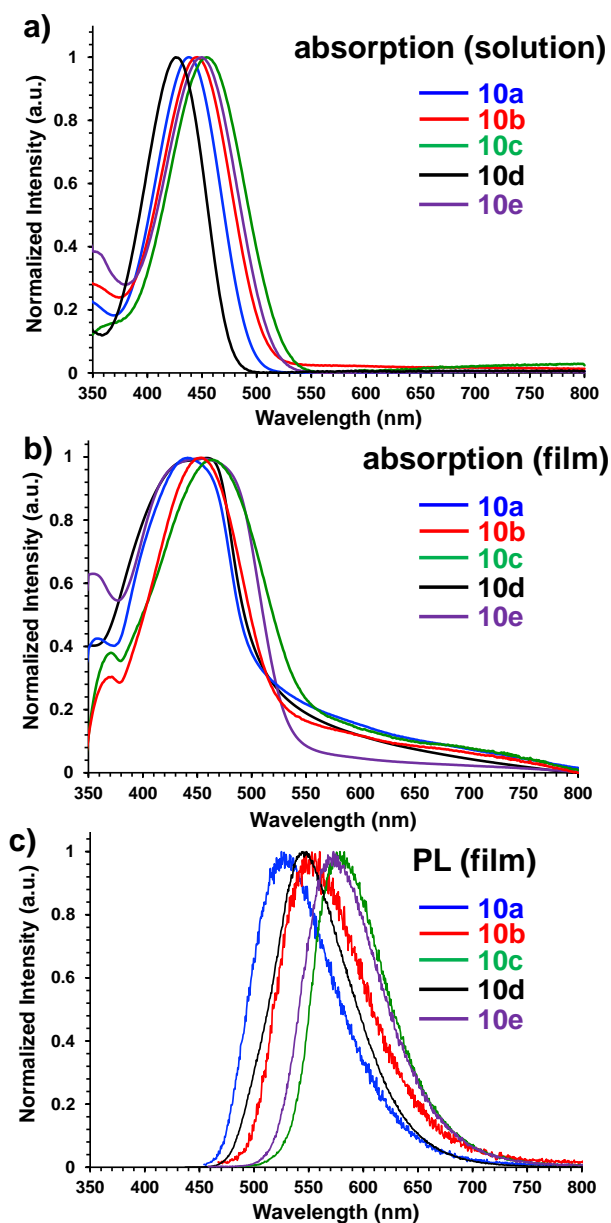 a)
absorption (solution)
10a
10b
10c
10d
10e
Normalized Intensity (a.u.)
1
0.8
0.6
0.4
0.2
0
350 400 450 500 550 600 650 700 750 800
Wavelength (nm)
b)
absorption (film)
10a
10b
10c
10d
10e
Normalized Intensity (a.u.)
1
0.8
0.6
0.4
0.2
0
350 400 450 500 550 600 650 700 750 800
Wavelength (nm)
c)
PL (film)
10a
10b
10c
10d
10e
Normalized Intensity (a.u.)
1
0.8
0.6
0.4
0.2
0
350 400 450 500 550 600 650 700 750 800
Wavelength (nm)